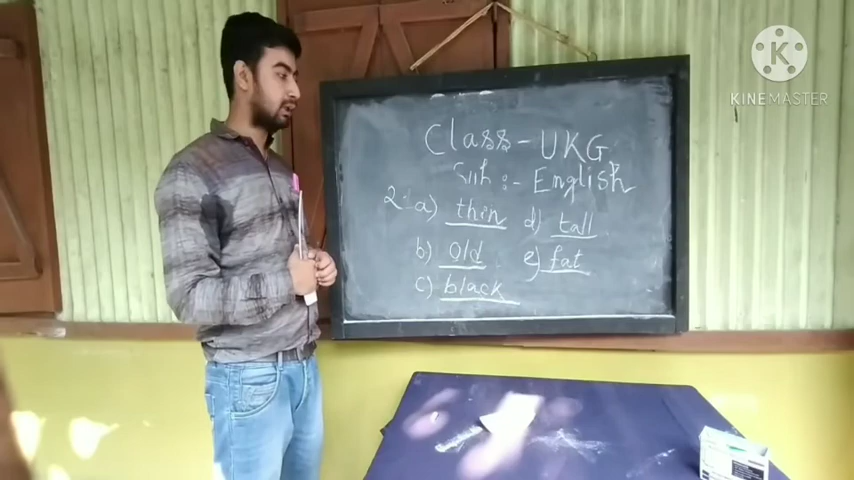 Class - UKG
Sub :- English
2. a) thin d) tall
b) old e) fat
c) black
KINEMASTER